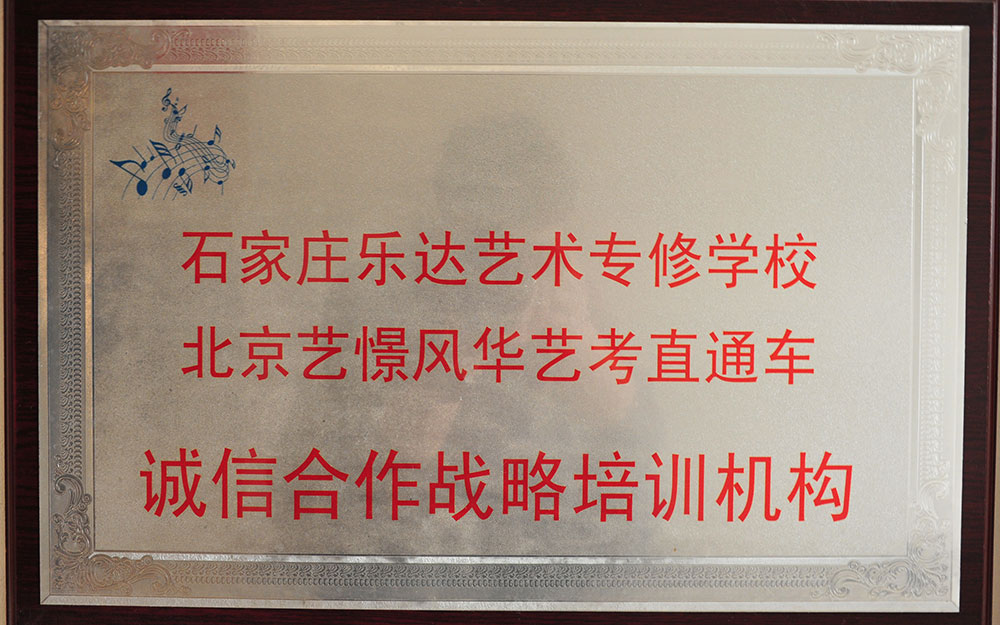 石家庄乐达艺术专修学校
北京艺憬风华艺考直通车
诚信合作战略培训机构